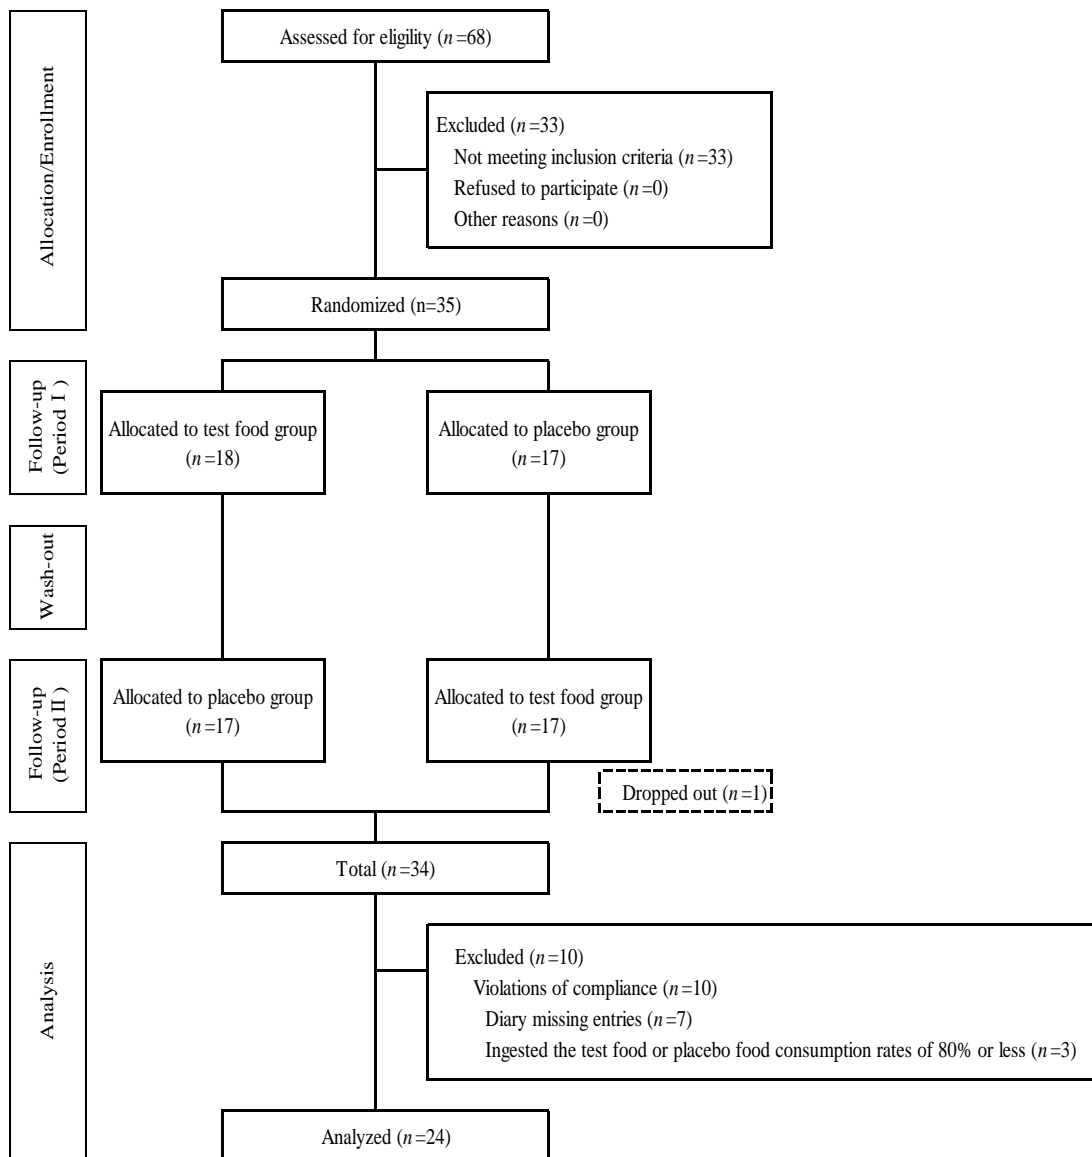 Allocation/Enrollment
Assessed for eligility (n=68)
Excluded (n=33)
Not meeting inclusion criteria (n=33)
Refused to participate (n=0)
Other reasons (n=0)
Randomized (n=35)
Follow-up
(Period Ⅰ)
Allocated to test food group
(n=18)
Allocated to placebo group
(n=17)
Wash-out
Follow-up
(Period Ⅱ)
Allocated to placebo group
(n=17)
Allocated to test food group
(n=17)
Dropped out (n=1)
Analysis
Total (n=34)
Excluded (n=10)
Violations of compliance (n=10)
Diary missing entries (n=7)
Ingested the test food or placebo food consumption rates of 80% or less (n=3)
Analyzed (n=24)